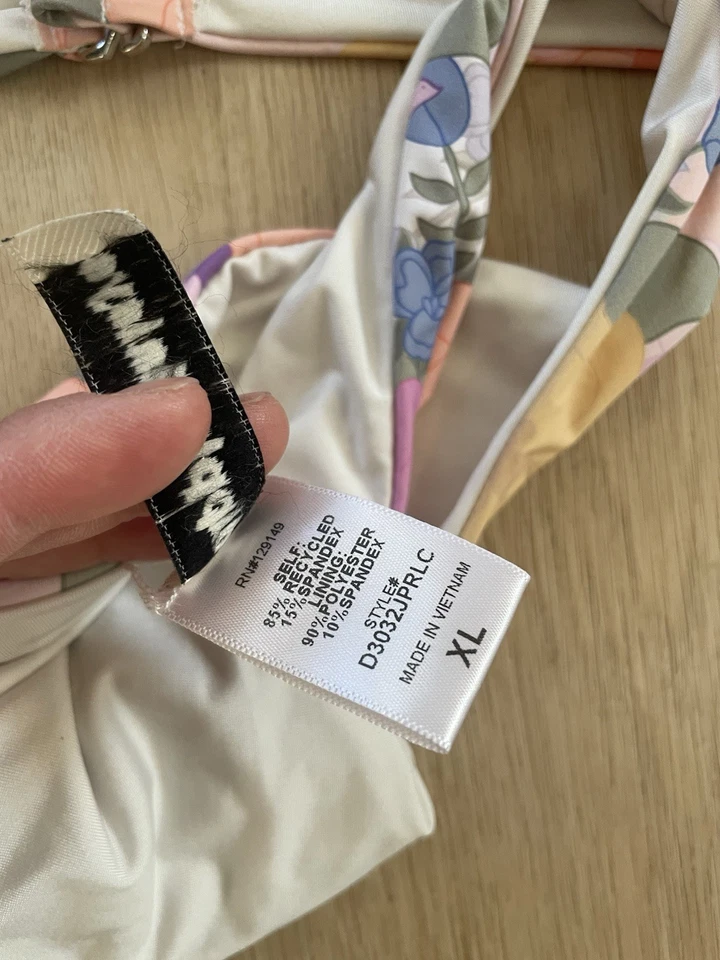 RN#129149
SELF:
85% RECYCLED
15%SPANDEX
LINING:
90%POLYESTER
10%SPANDEX
STYLE#
D3032JPRLC
MADE IN VIETNAM
XL